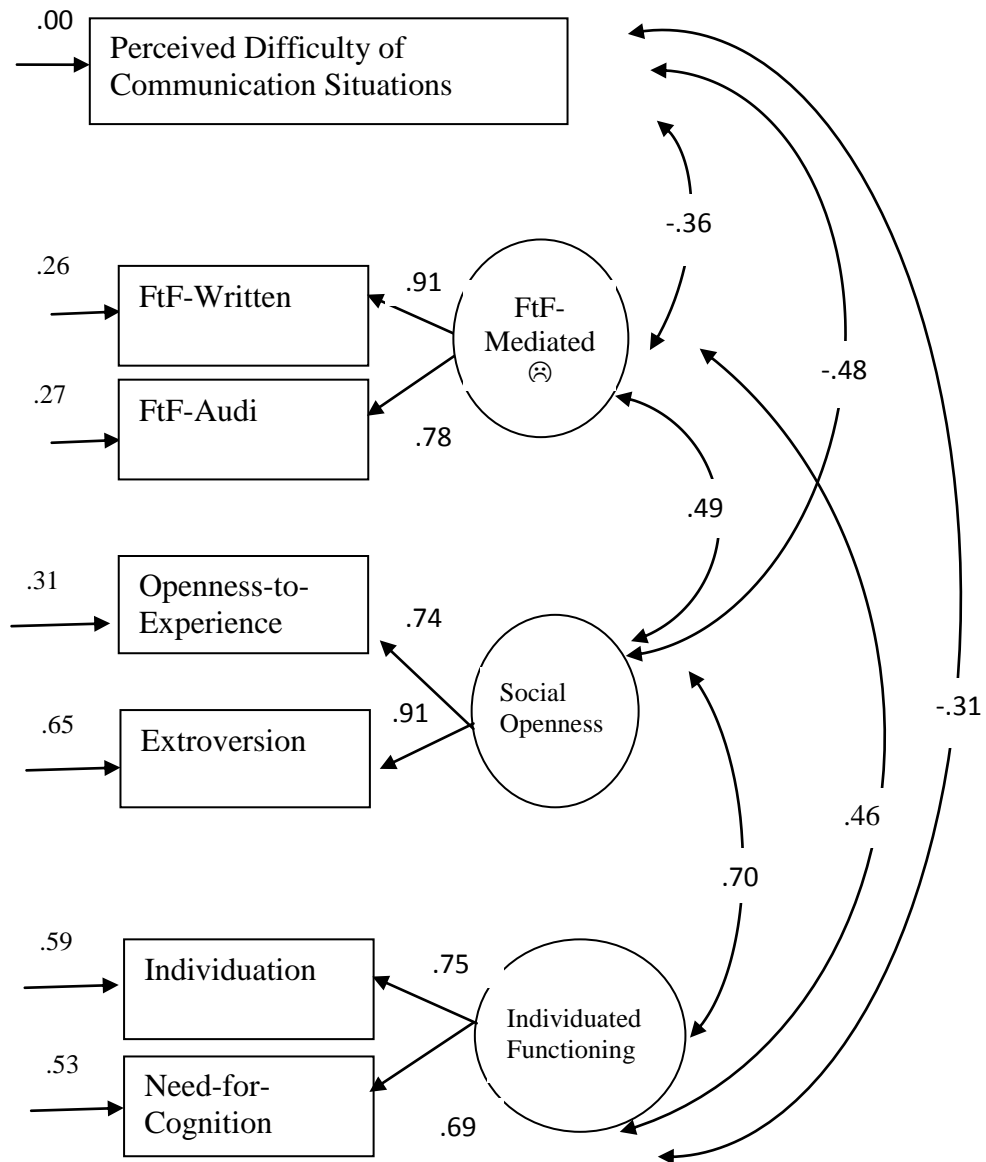 .00
Perceived Difficulty of
Communication Situations
-.36
.26
FtF-Written
.91
FtF-
Mediated
☹
-.48
.27
FtF-Audi
.78
.49
.31
Openness-to-
Experience
.74
Social
Openness
-.31
.65
Extroversion
.91
.46
.70
.59
Individuation
.75
Individuated
Functioning
.53
Need-for-
Cognition
.69